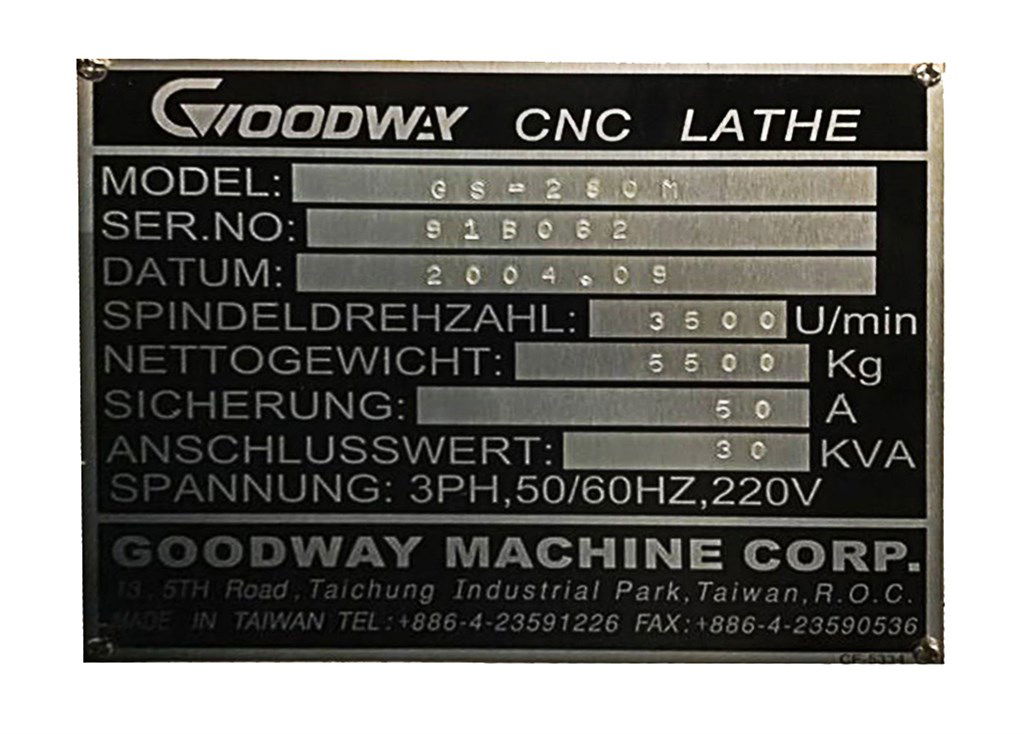 GOODWAY CNC LATHE
MODEL: GS-280M
SER.NO: 91B062
DATUM: 2004.09
SPINDELDREHZAHL: 3500 U/min
NETTOGEWICHT: 5500 Kg
SICHERUNG: 50 A
ANSCHLUSSWERT: 30 KVA
SPANNUNG: 3PH,50/60HZ,220V
GOODWAY MACHINE CORP.
13, 5TH Road, Taichung Industrial Park, Taiwan, R.O.C.
MADE IN TAIWAN TEL:+886-4-23591226 FAX:+886-4-23590536